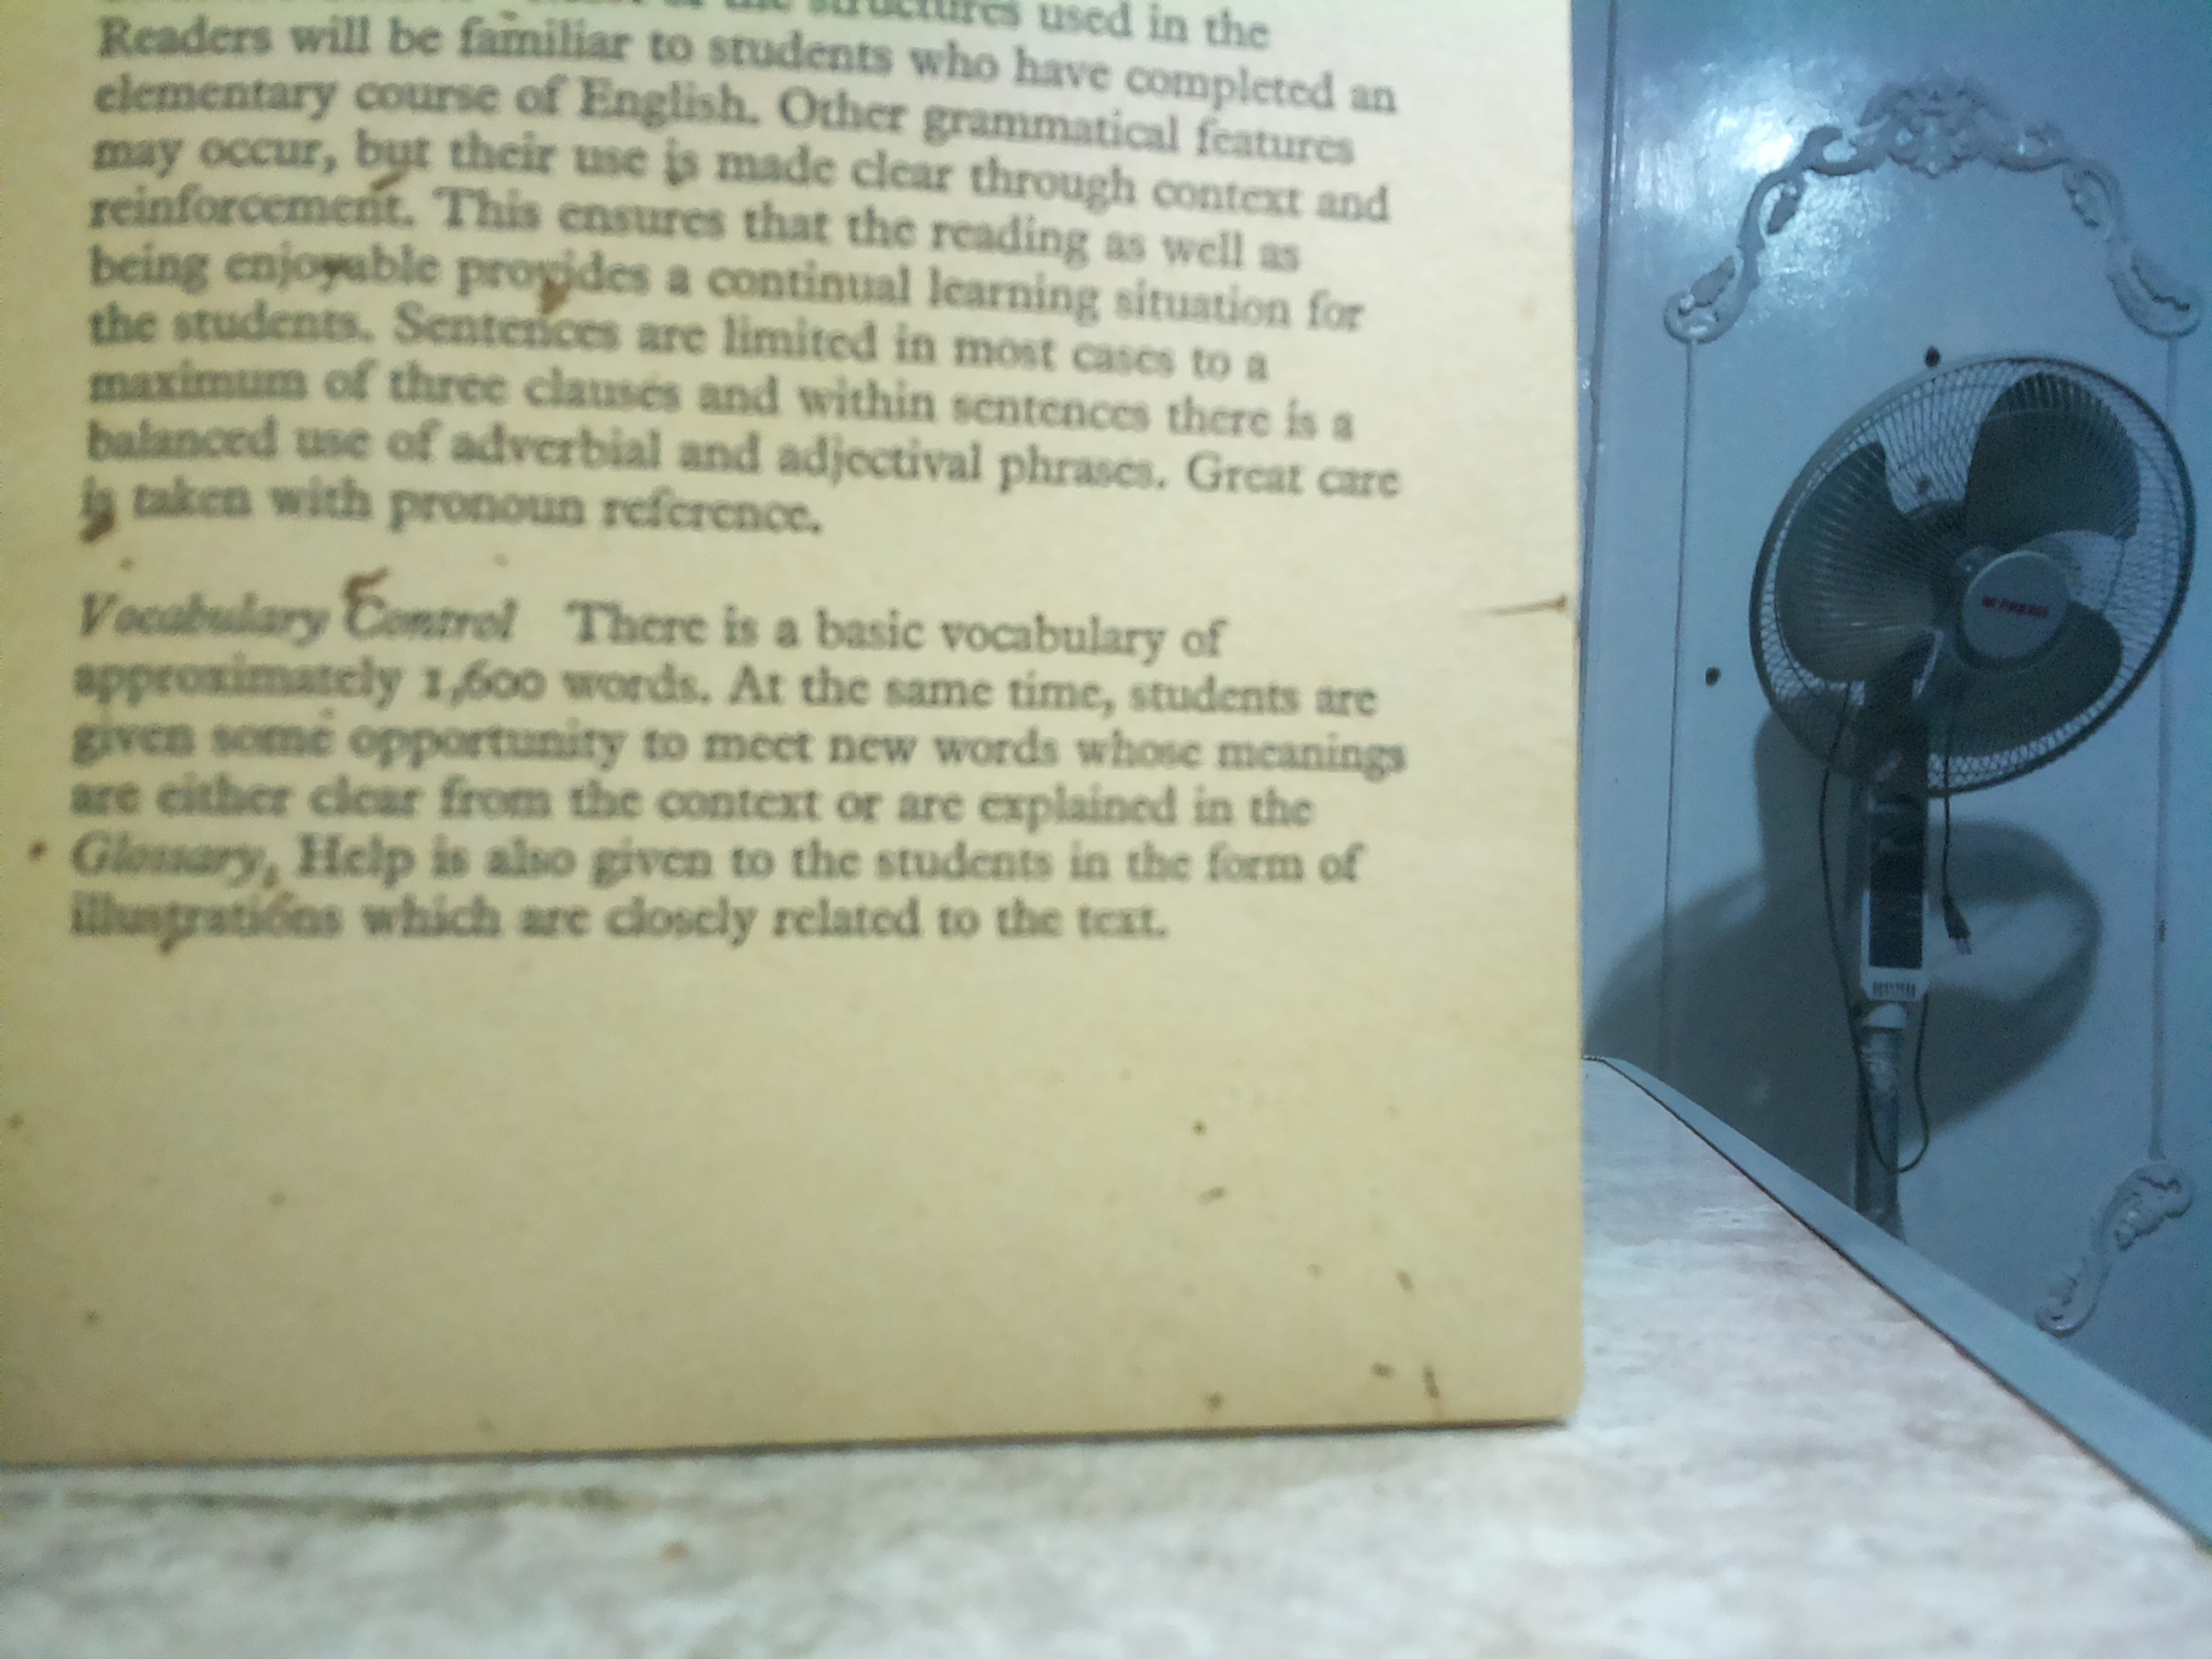 the structures used in the
Readers will be familiar to students who have completed an
elementary course of English. Other grammatical features
may occur, but their use is made clear through context and
reinforcement. This ensures that the reading as well as
being enjoyable provides a continual learning situation for
the students. Sentences are limited in most cases to a
maximum of three clauses and within sentences there is a
balanced use of adverbial and adjectival phrases. Great care
is taken with pronoun reference.
Vocabulary Control There is a basic vocabulary of
approximately 1,600 words. At the same time, students are
given some opportunity to meet new words whose meanings
are either clear from the context or are explained in the
Glossary. Help is also given to the students in the form of
illustrations which are closely related to the text.